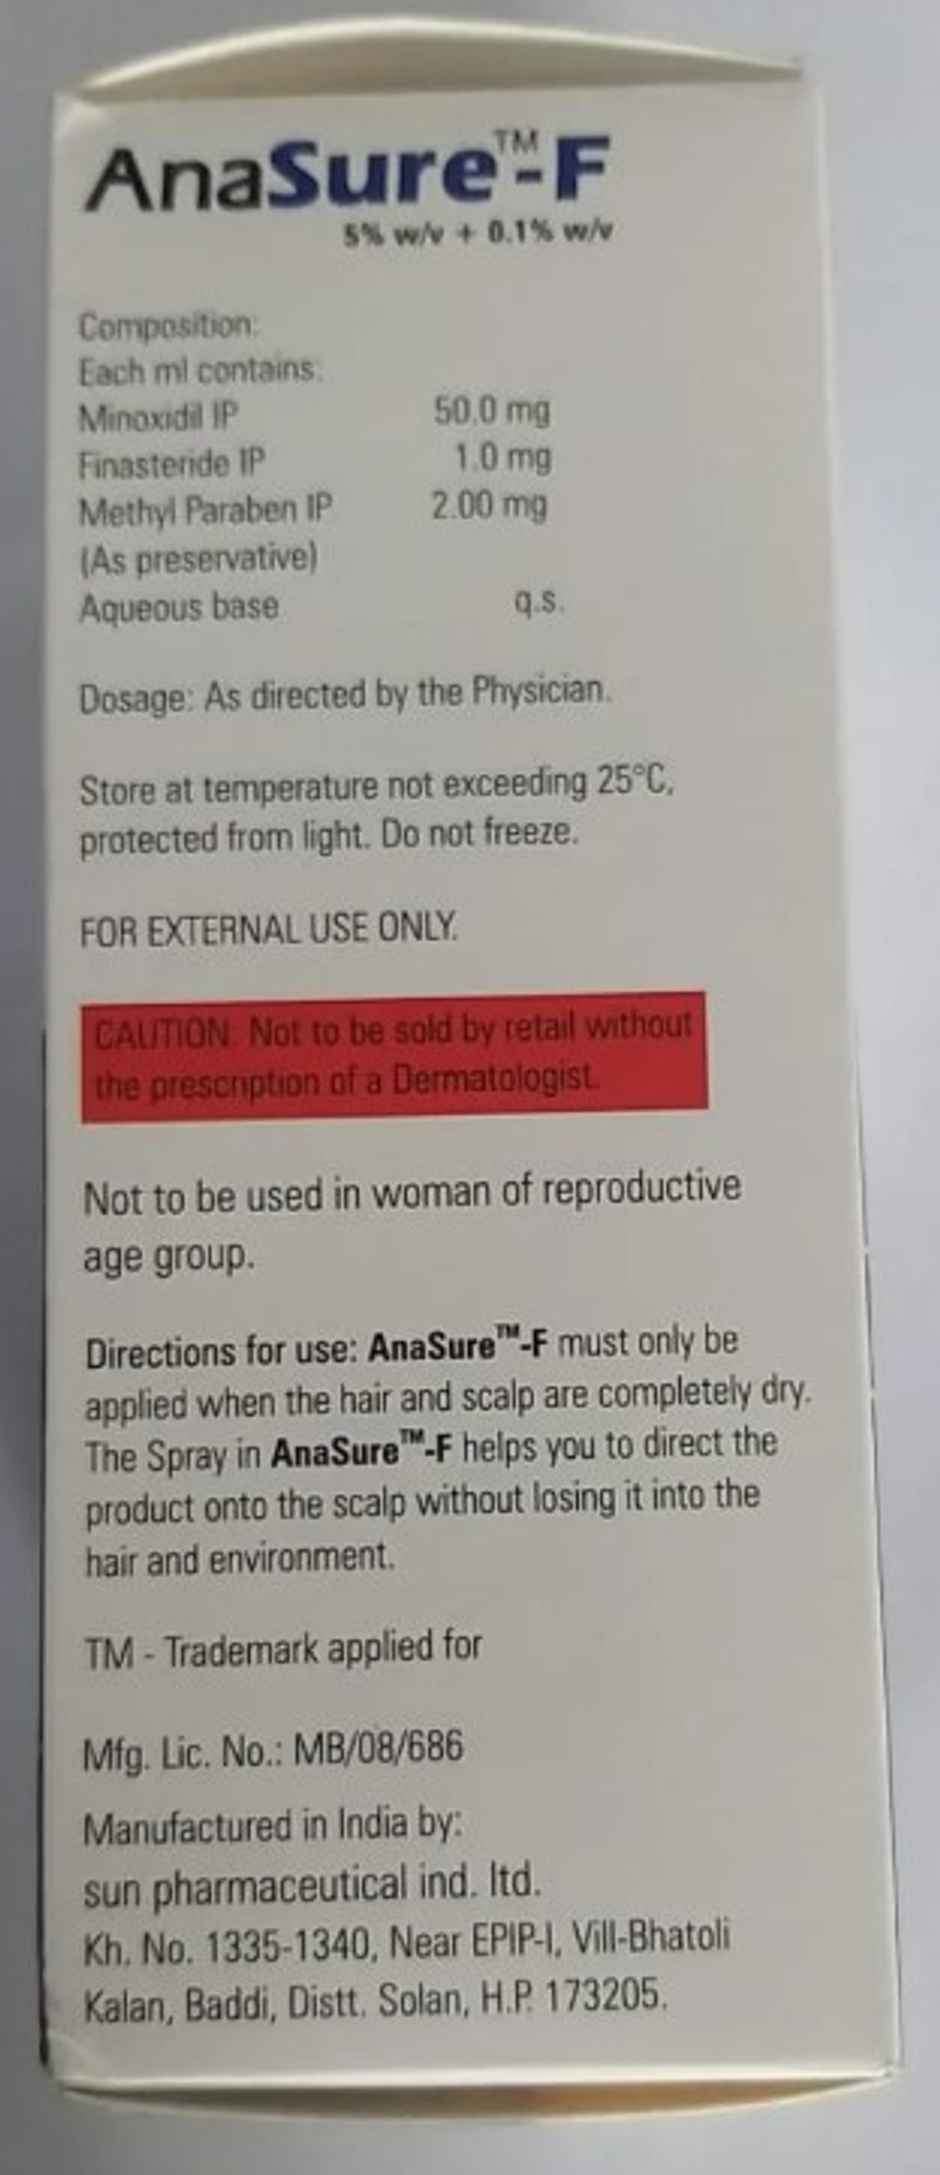 AnaSure™-F
5% w/v + 0.1% w/v
Composition:
Each ml contains:
Minoxidil IP 50.0 mg
Finasteride IP 1.0 mg
Methyl Paraben IP 2.00 mg
(As preservative)
Aqueous base q.s.
Dosage: As directed by the Physician.
Store at temperature not exceeding 25°C,
protected from light. Do not freeze.
FOR EXTERNAL USE ONLY.
CAUTION: Not to be sold by retail without
the prescription of a Dermatologist.
Not to be used in woman of reproductive
age group.
Directions for use: AnaSure™-F must only be
applied when the hair and scalp are completely dry.
The Spray in AnaSure™-F helps you to direct the
product onto the scalp without losing it into the
hair and environment.
TM - Trademark applied for
Mfg. Lic. No.: MB/08/686
Manufactured in India by:
sun pharmaceutical ind. ltd.
Kh. No. 1335-1340, Near EPIP-I, Vill-Bhatoli
Kalan, Baddi, Distt. Solan, H.P. 173205.